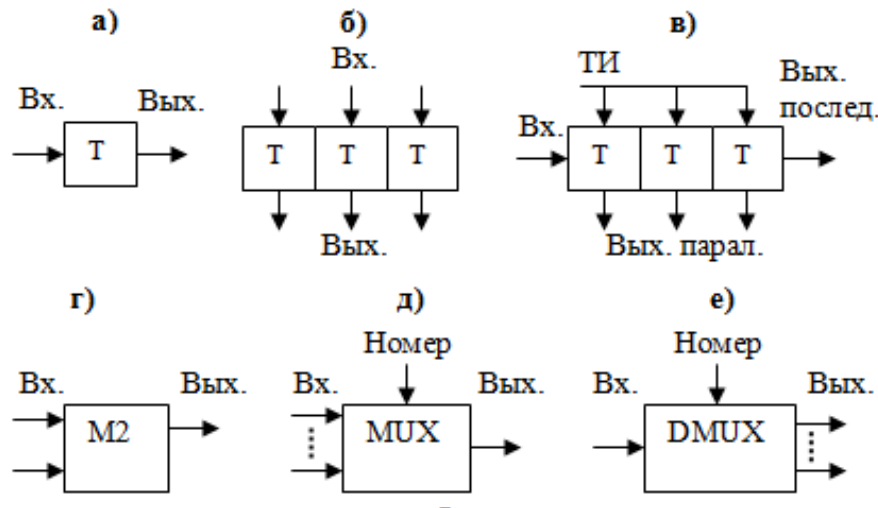 а)
б)
в)
Вх.
Вых.
Т
Вх.
Т Т Т
Вых.
ТИ
Вх.
Т Т Т
Вых.
послед.
Вых. парал.
г)
д)
е)
Вх.
М2
Вых.
Номер
Вх.
MUX
Вых.
Номер
Вх.
DMUX
Вых.